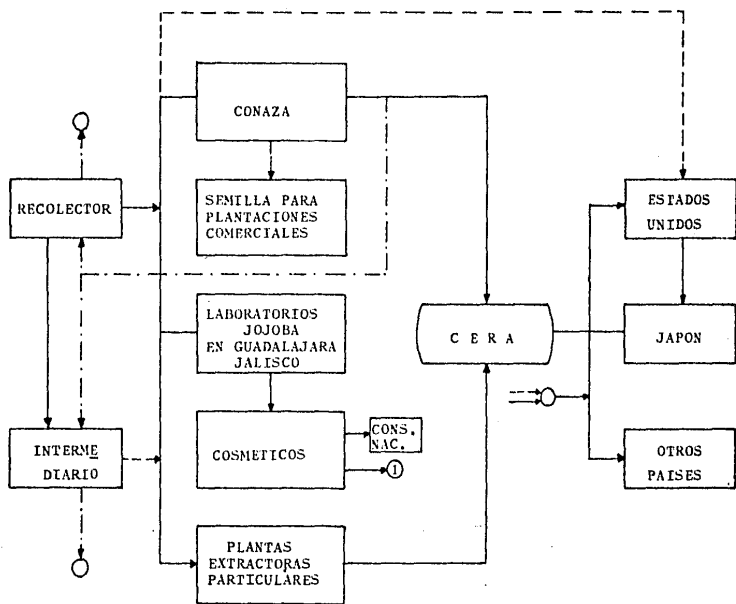 CONAZA
RECOLECTOR
SEMILLA PARA
PLANTACIONES
COMERCIALES
ESTADOS
UNIDOS
LABORATORIOS
JOJOBA
EN GUADALAJARA
JALISCO
C E R A
JAPON
INTERME
DIARIO
COSMETICOS
CONS.
NAC.
1
OTROS
PAISES
PLANTAS
EXTRACTORAS
PARTICULARES